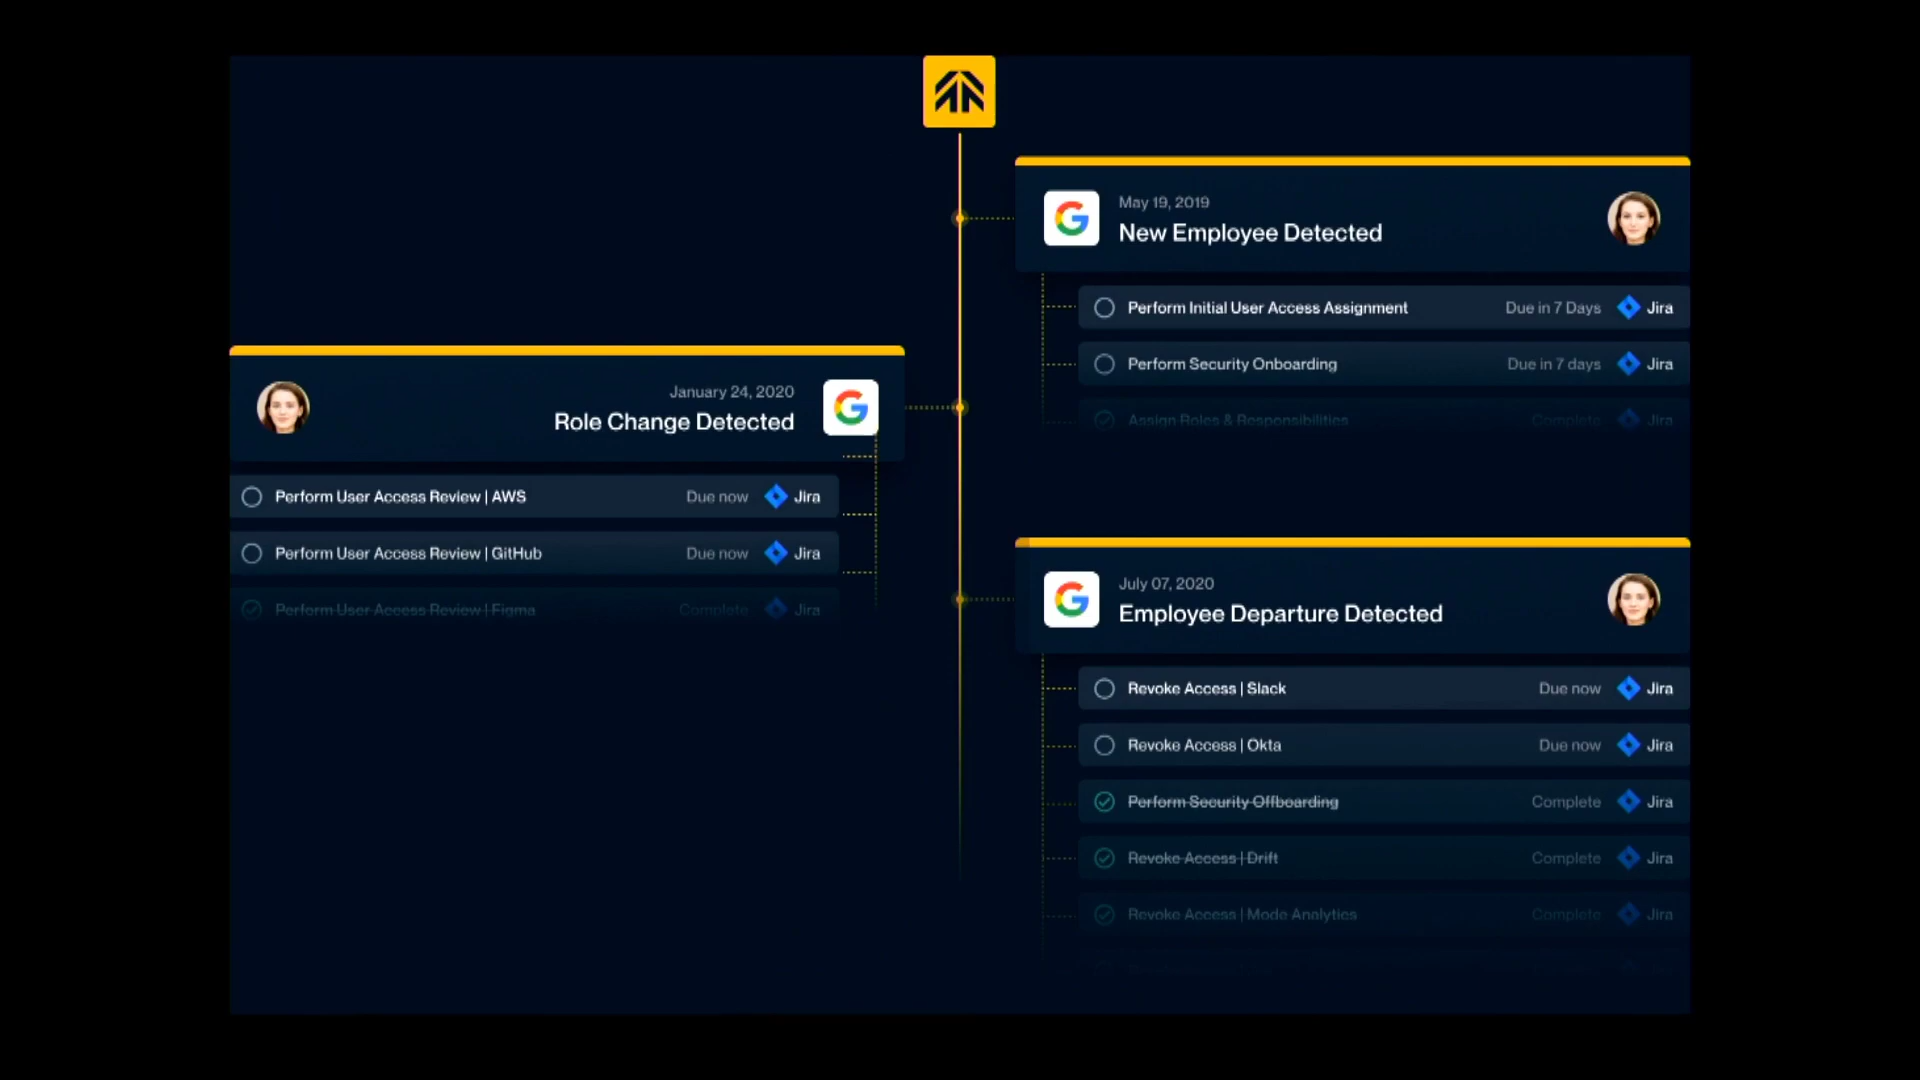 May 19, 2019
New Employee Detected
Perform Initial User Access Assignment Due in 7 Days Jira
Perform Security Onboarding Due in 7 days Jira
Assign Roles & Responsibilities Complete Jira
January 24, 2020
Role Change Detected
Perform User Access Review | AWS Due now Jira
Perform User Access Review | GitHub Due now Jira
Perform User Access Review | Figma Complete Jira
July 07, 2020
Employee Departure Detected
Revoke Access | Slack Due now Jira
Revoke Access | Okta Due now Jira
Perform Security Offboarding Complete Jira
Revoke Access | Drift Complete Jira
Revoke Access | Mode Analytics Complete Jira